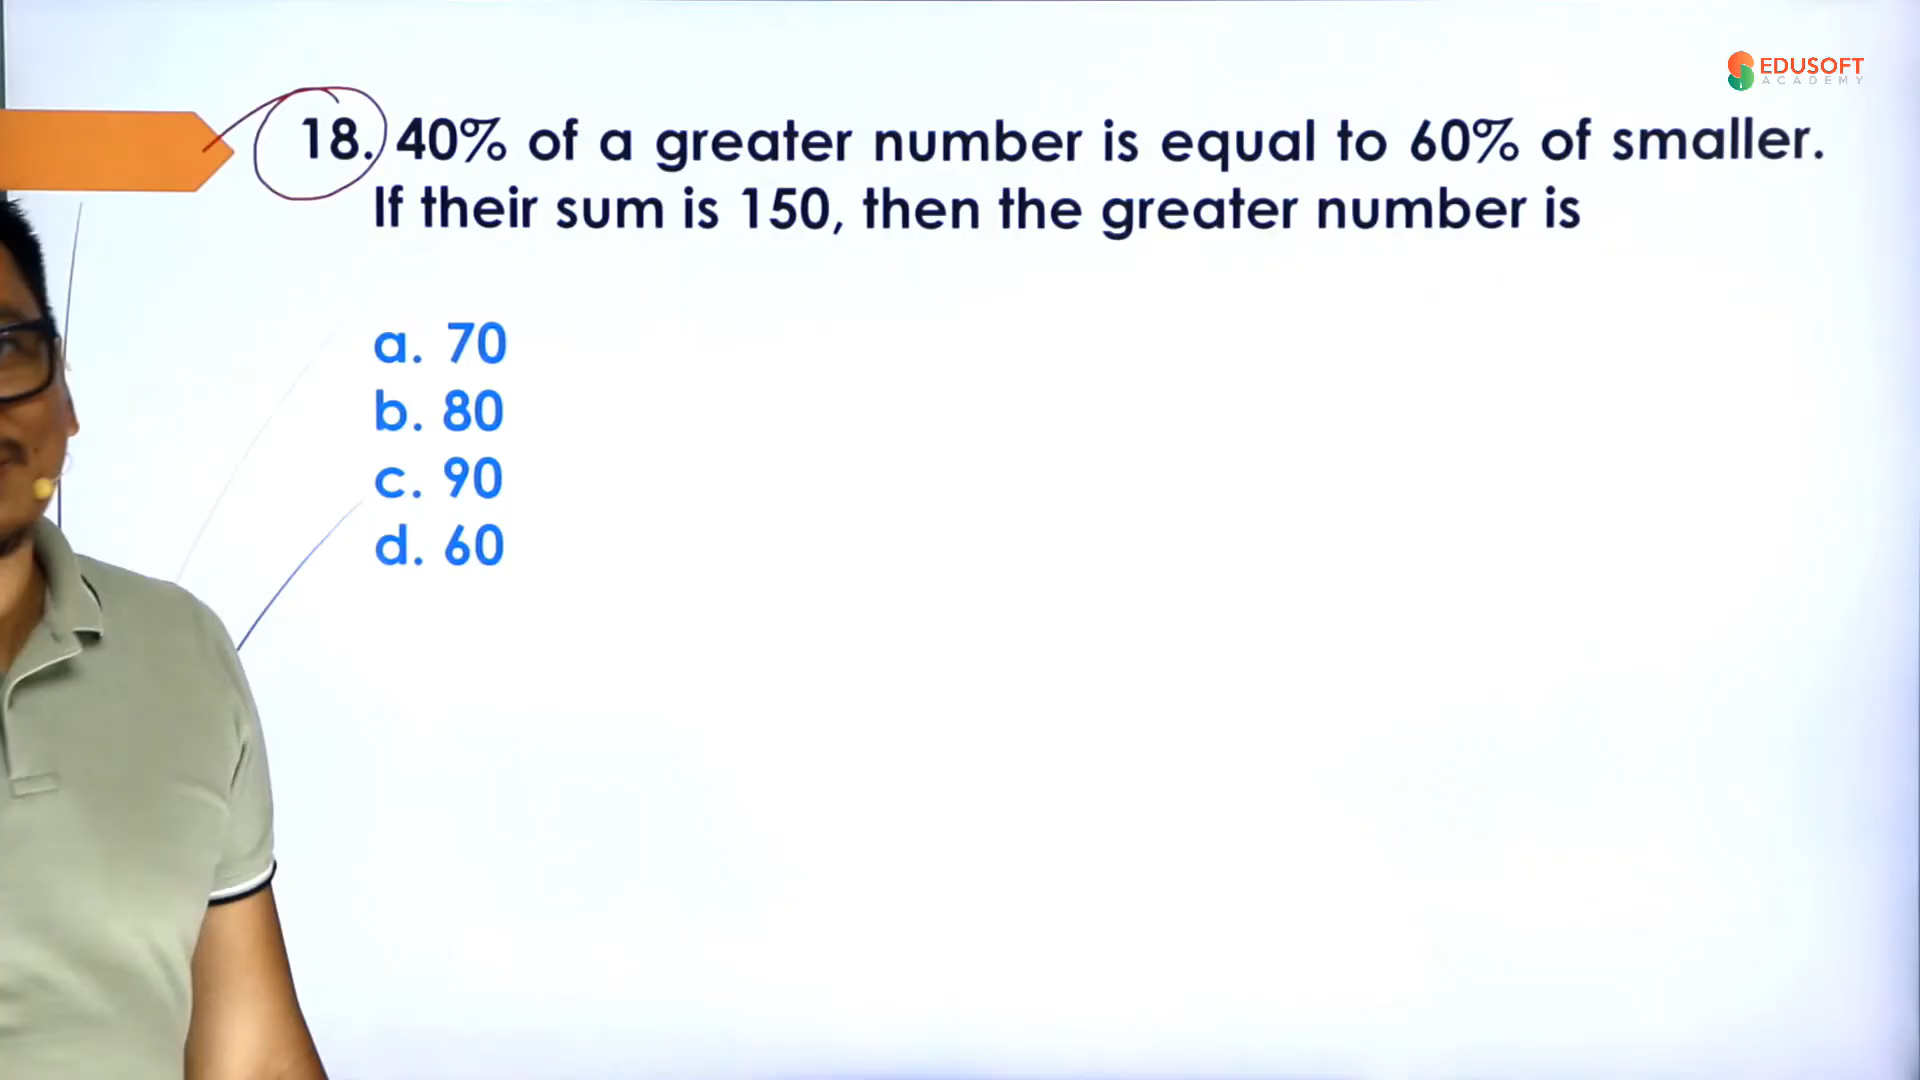 EDUSOFT
ACADEMY
18. 40% of a greater number is equal to 60% of smaller.
If their sum is 150, then the greater number is
a. 70
b. 80
c. 90
d. 60